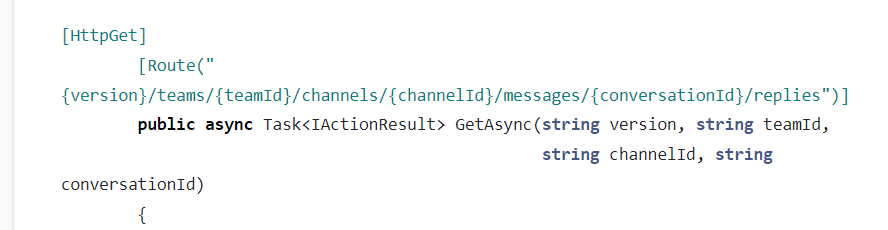 [HttpGet]
[Route("
{version}/teams/{teamId}/channels/{channelId}/messages/{conversationId}/replies")]
public async Task<IActionResult> GetAsync(string version, string teamId,
string channelId, string
conversationId)
{